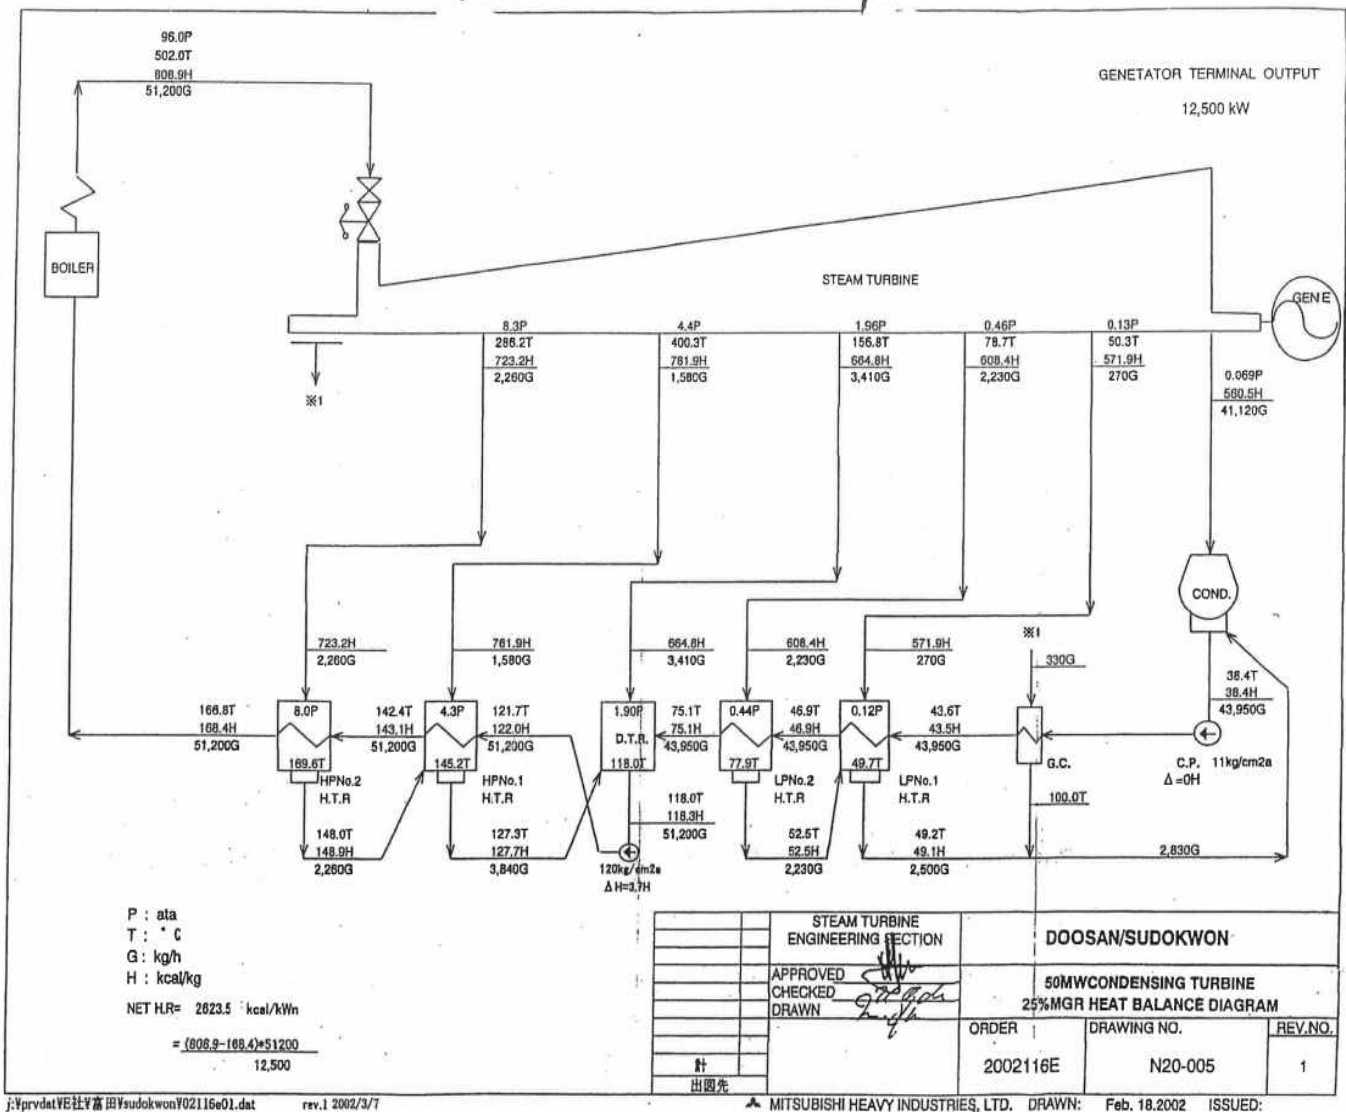 96.0P
502.0T
808.9H
51,200G
GENETATOR TERMINAL OUTPUT
12,500 kW
BOILER
STEAM TURBINE
GENE
8.3P
286.2T
723.2H
2,260G
4.4P
400.3T
781.9H
1,580G
1.96P
156.8T
664.8H
3,410G
0.46P
78.7T
608.4H
2,230G
0.13P
50.3T
571.9H
270G
0.069P
560.5H
41,120G
※1
COND.
723.2H
2,260G
781.9H
1,580G
664.8H
3,410G
608.4H
2,230G
571.9H
270G
※1
330G
38.4T
38.4H
43,950G
166.8T
168.4H
51,200G
8.0P
169.6T
HPNo.2
H.T.R
142.4T
143.1H
51,200G
4.3P
145.2T
HPNo.1
H.T.R
121.7T
122.0H
51,200G
1.90P
D.T.R.
118.0T
75.1T
75.1H
43,950G
0.44P
77.9T
LPNo.2
H.T.R
46.9T
46.9H
43,950G
0.12P
49.7T
LPNo.1
H.T.R
43.6T
43.5H
43,950G
G.C.
C.P.
11kg/cm2a
Δ=0H
100.0T
148.0T
148.9H
2,260G
127.3T
127.7H
3,840G
118.0T
118.3H
51,200G
120kg/cm2a
ΔH=3.7H
52.5T
52.5H
2,230G
49.2T
49.1H
2,500G
2,830G
P : ata
T : °C
G : kg/h
H : kcal/kg
NET H.R= 2623.5 kcal/kWh
= (808.9-168.4)*51200
12,500
STEAM TURBINE
ENGINEERING SECTION
APPROVED
CHECKED
DRAWN
DOOSAN/SUDOKWON
50MWCONDENSING TURBINE
25%MGR HEAT BALANCE DIAGRAM
ORDER
2002116E
DRAWING NO.
N20-005
REV.NO.
1
計
出図先
j:¥prvdat¥E社¥富田¥sudokwon¥02116e01.dat rev.1 2002/3/7
MITSUBISHI HEAVY INDUSTRIES, LTD. DRAWN: Feb. 18.2002 ISSUED: